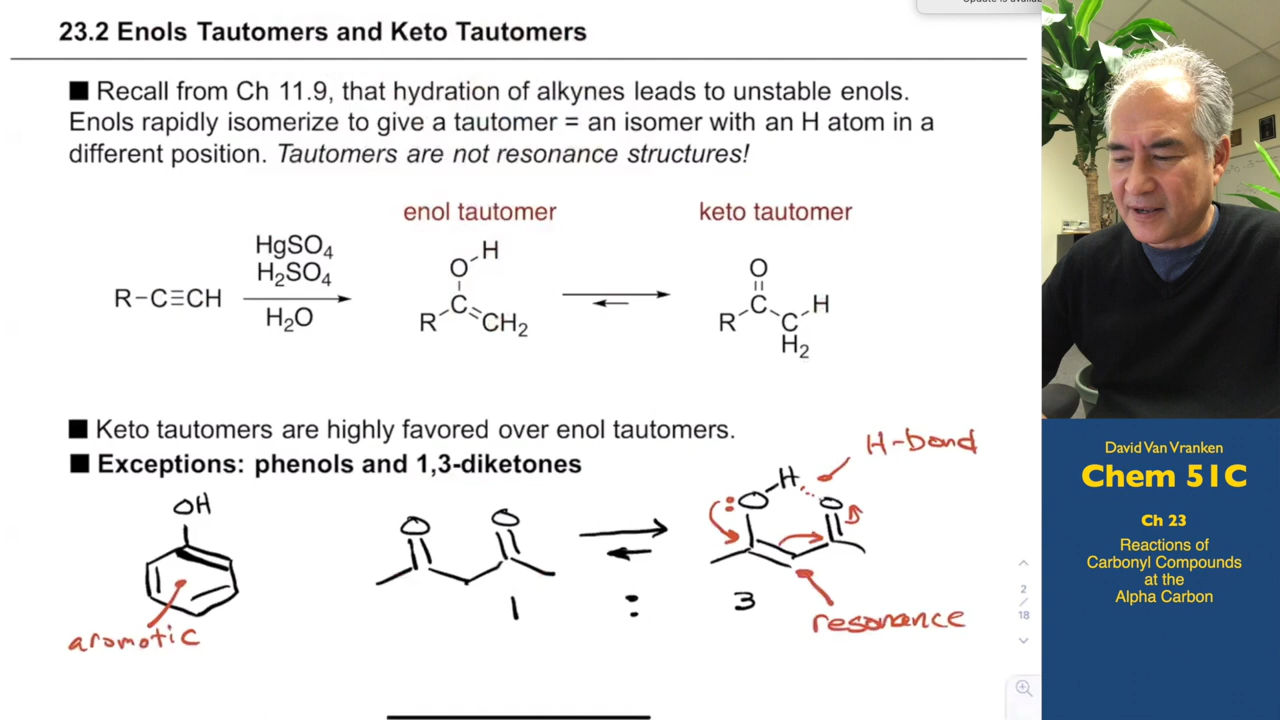 23.2 Enols Tautomers and Keto Tautomers
■ Recall from Ch 11.9, that hydration of alkynes leads to unstable enols.
Enols rapidly isomerize to give a tautomer = an isomer with an H atom in a
different position. Tautomers are not resonance structures!
enol tautomer
keto tautomer
HgSO4
H2SO4
H2O
R-C≡CH
O H
R C CH2
O
R C C H
H2
■ Keto tautomers are highly favored over enol tautomers.
■ Exceptions: phenols and 1,3-diketones
H-bond
OH
O O
O H O
aromotic
1 : 3
resonance
David Van Vranken
Chem 51C
Ch 23
Reactions of
Carbonyl Compounds
at the
Alpha Carbon
2
/
18